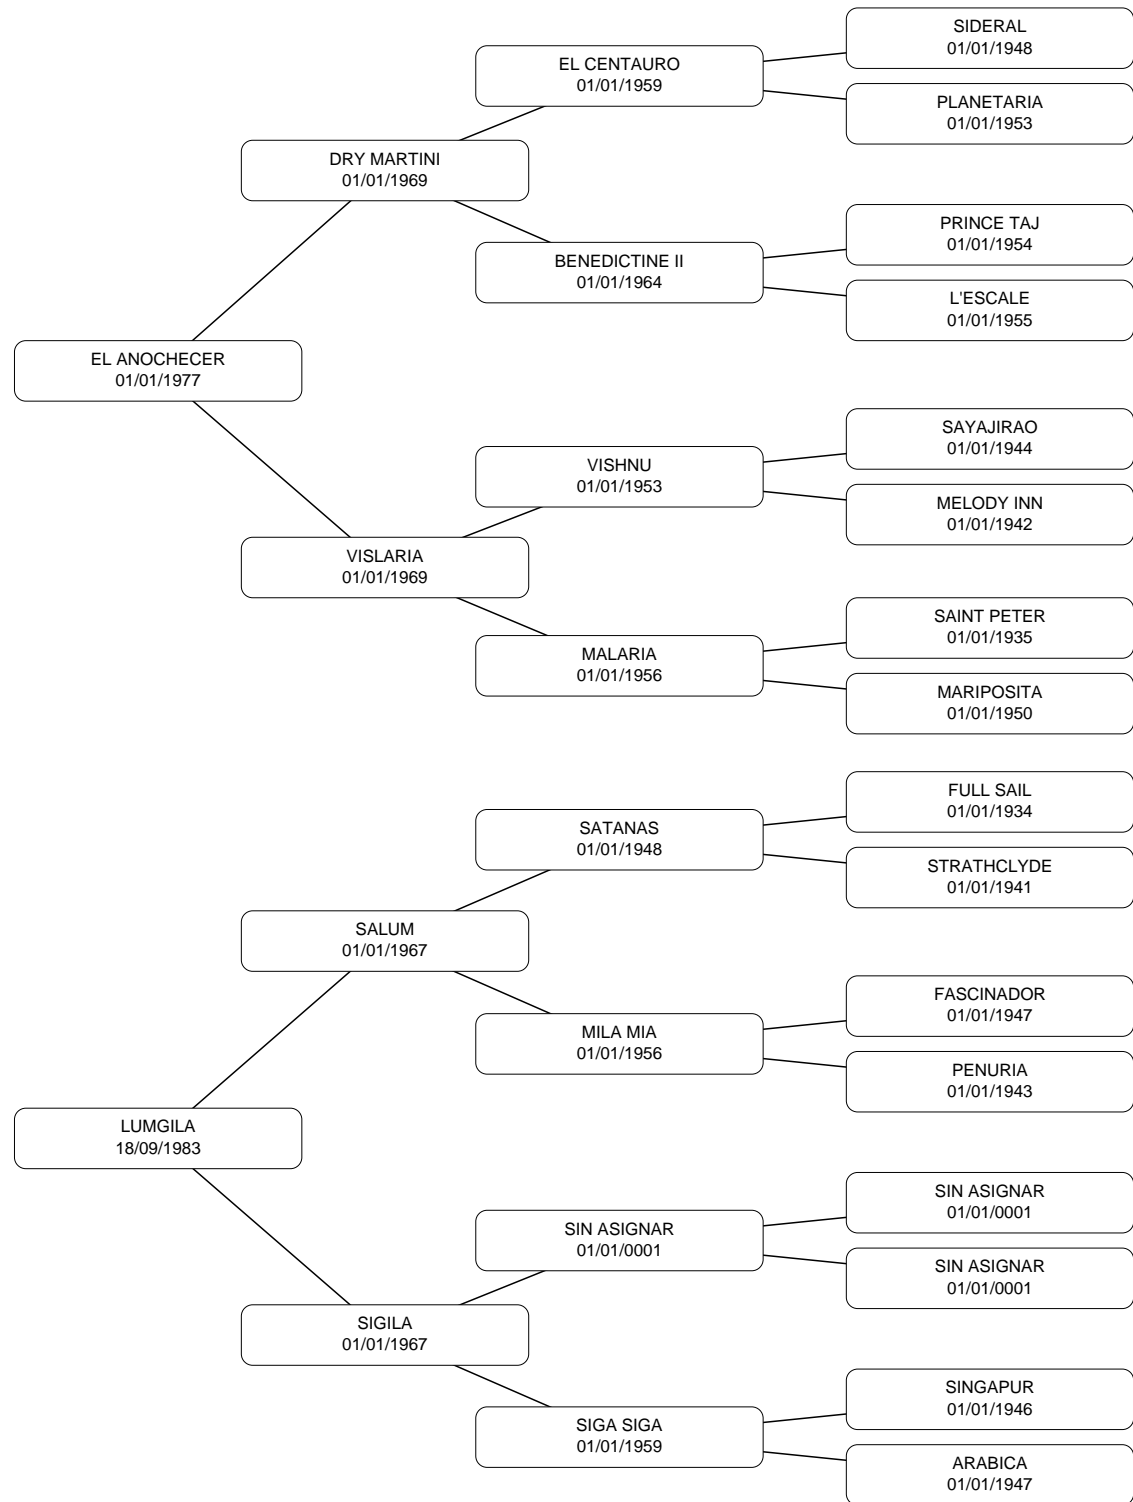 SIDERAL
01/01/1948
EL CENTAURO
01/01/1959
PLANETARIA
01/01/1953
DRY MARTINI
01/01/1969
PRINCE TAJ
01/01/1954
BENEDICTINE II
01/01/1964
L'ESCALE
01/01/1955
EL ANOCHECER
01/01/1977
SAYAJIRAO
01/01/1944
VISHNU
01/01/1953
MELODY INN
01/01/1942
VISLARIA
01/01/1969
SAINT PETER
01/01/1935
MALARIA
01/01/1956
MARIPOSITA
01/01/1950
FULL SAIL
01/01/1934
SATANAS
01/01/1948
STRATHCLYDE
01/01/1941
SALUM
01/01/1967
FASCINADOR
01/01/1947
MILA MIA
01/01/1956
PENURIA
01/01/1943
LUMGILA
18/09/1983
SIN ASIGNAR
01/01/0001
SIN ASIGNAR
01/01/0001
SIN ASIGNAR
01/01/0001
SIGILA
01/01/1967
SINGAPUR
01/01/1946
SIGA SIGA
01/01/1959
ARABICA
01/01/1947